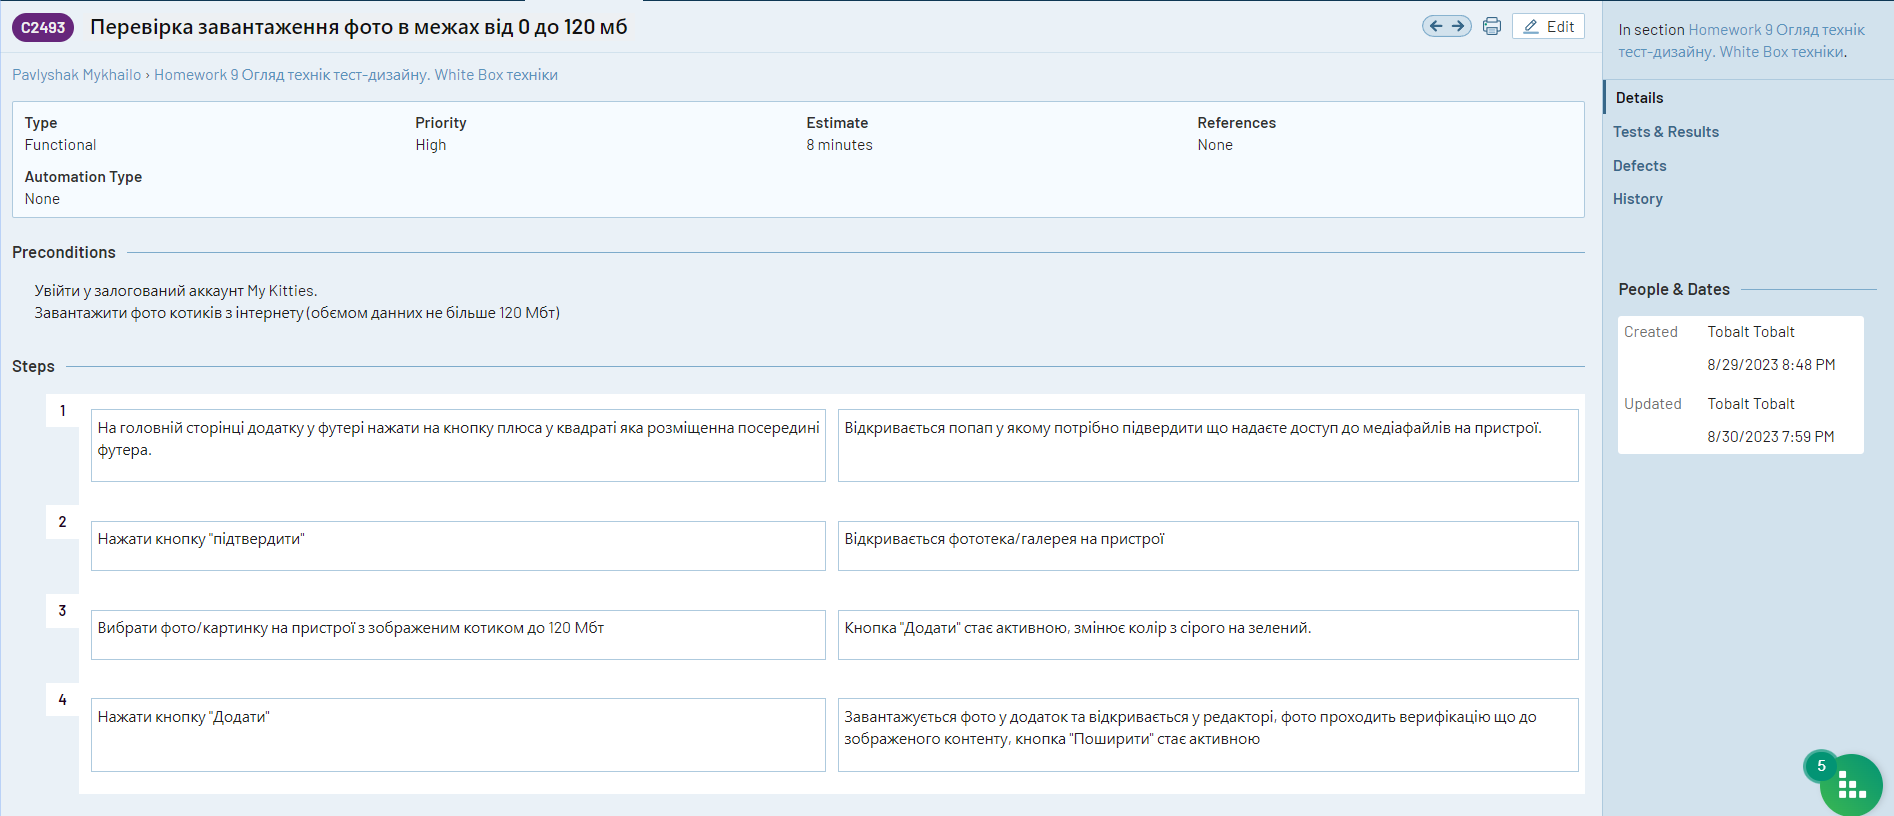 C2493
Перевірка завантаження фото в межах від 0 до 120 мб
Edit
Pavlyshak Mykhailo › Homework 9 Огляд технік тест-дизайну. White Box техніки
Type
Functional
Priority
High
Estimate
8 minutes
References
None
Automation Type
None
Preconditions
Увійти у залогований аккаунт My Kitties.
Завантажити фото котиків з інтернету (обємом данних не більше 120 Мбт)
Steps
1
На головній сторінці додатку у футері нажати на кнопку плюса у квадраті яка розміщенна посередині
футера.
Відкривається попап у якому потрібно підвердити що надаєте доступ до медіафайлів на пристрої.
2
Нажати кнопку "підтвердити"
Відкривається фототека/галерея на пристрої
3
Вибрати фото/картинку на пристрої з зображеним котиком до 120 Мбт
Кнопка "Додати" стає активною, змінює колір з сірого на зелений.
4
Нажати кнопку "Додати"
Завантажується фото у додаток та відкривається у редакторі, фото проходить верифікацію що до
зображеного контенту, кнопка "Поширити" стає активною
In section Homework 9 Огляд технік
тест-дизайну. White Box техніки.
Details
Tests & Results
Defects
History
People & Dates
Created
Tobalt Tobalt
8/29/2023 8:48 PM
Updated
Tobalt Tobalt
8/30/2023 7:59 PM
5